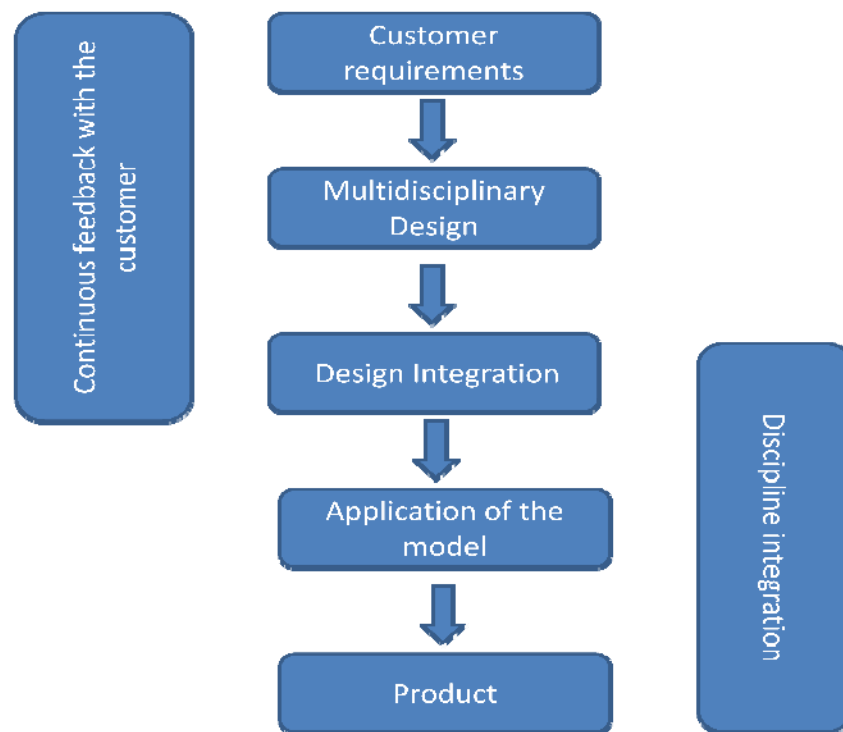 Continuous feedback with the
customer
Customer
requirements
Multidisciplinary
Design
Design Integration
Application of the
model
Product
Discipline integration